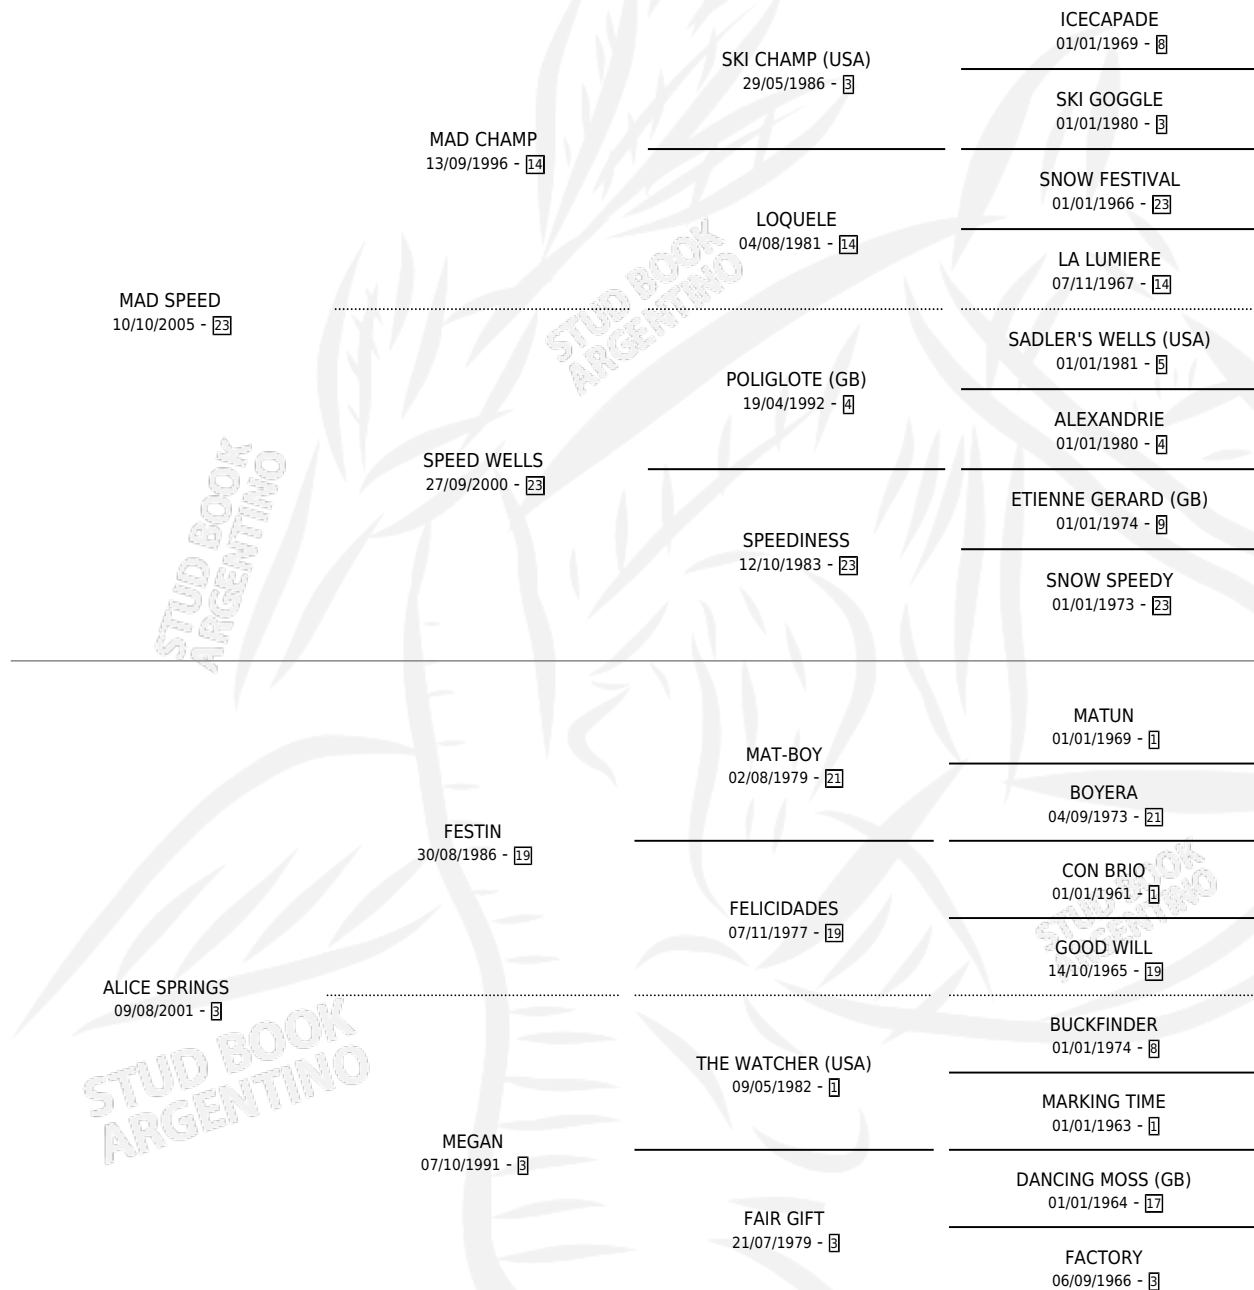 ICECAPADE
01/01/1969 - 8
SKI CHAMP (USA)
29/05/1986 - 3
SKI GOGGLE
01/01/1980 - 3
MAD CHAMP
13/09/1996 - 14
SNOW FESTIVAL
01/01/1966 - 23
LOQUELE
04/08/1981 - 14
LA LUMIERE
07/11/1967 - 14
MAD SPEED
10/10/2005 - 23
SADLER'S WELLS (USA)
01/01/1981 - 5
POLIGLOTE (GB)
19/04/1992 - 4
ALEXANDRIE
01/01/1980 - 4
SPEED WELLS
27/09/2000 - 23
ETIENNE GERARD (GB)
01/01/1974 - 9
SPEEDINESS
12/10/1983 - 23
SNOW SPEEDY
01/01/1973 - 23
MATUN
01/01/1969 - 1
MAT-BOY
02/08/1979 - 21
BOYERA
04/09/1973 - 21
FESTIN
30/08/1986 - 19
CON BRIO
01/01/1961 - 1
FELICIDADES
07/11/1977 - 19
GOOD WILL
14/10/1965 - 19
ALICE SPRINGS
09/08/2001 - 3
BUCKFINDER
01/01/1974 - 8
THE WATCHER (USA)
09/05/1982 - 1
MARKING TIME
01/01/1963 - 1
MEGAN
07/10/1991 - 3
DANCING MOSS (GB)
01/01/1964 - 17
FAIR GIFT
21/07/1979 - 3
FACTORY
06/09/1966 - 3
STUD BOOK
ARGENTINO
STUD BOOK
ARGENTINO
STUD BOOK
ARGENTINO
STUD BOOK
ARGENTINO